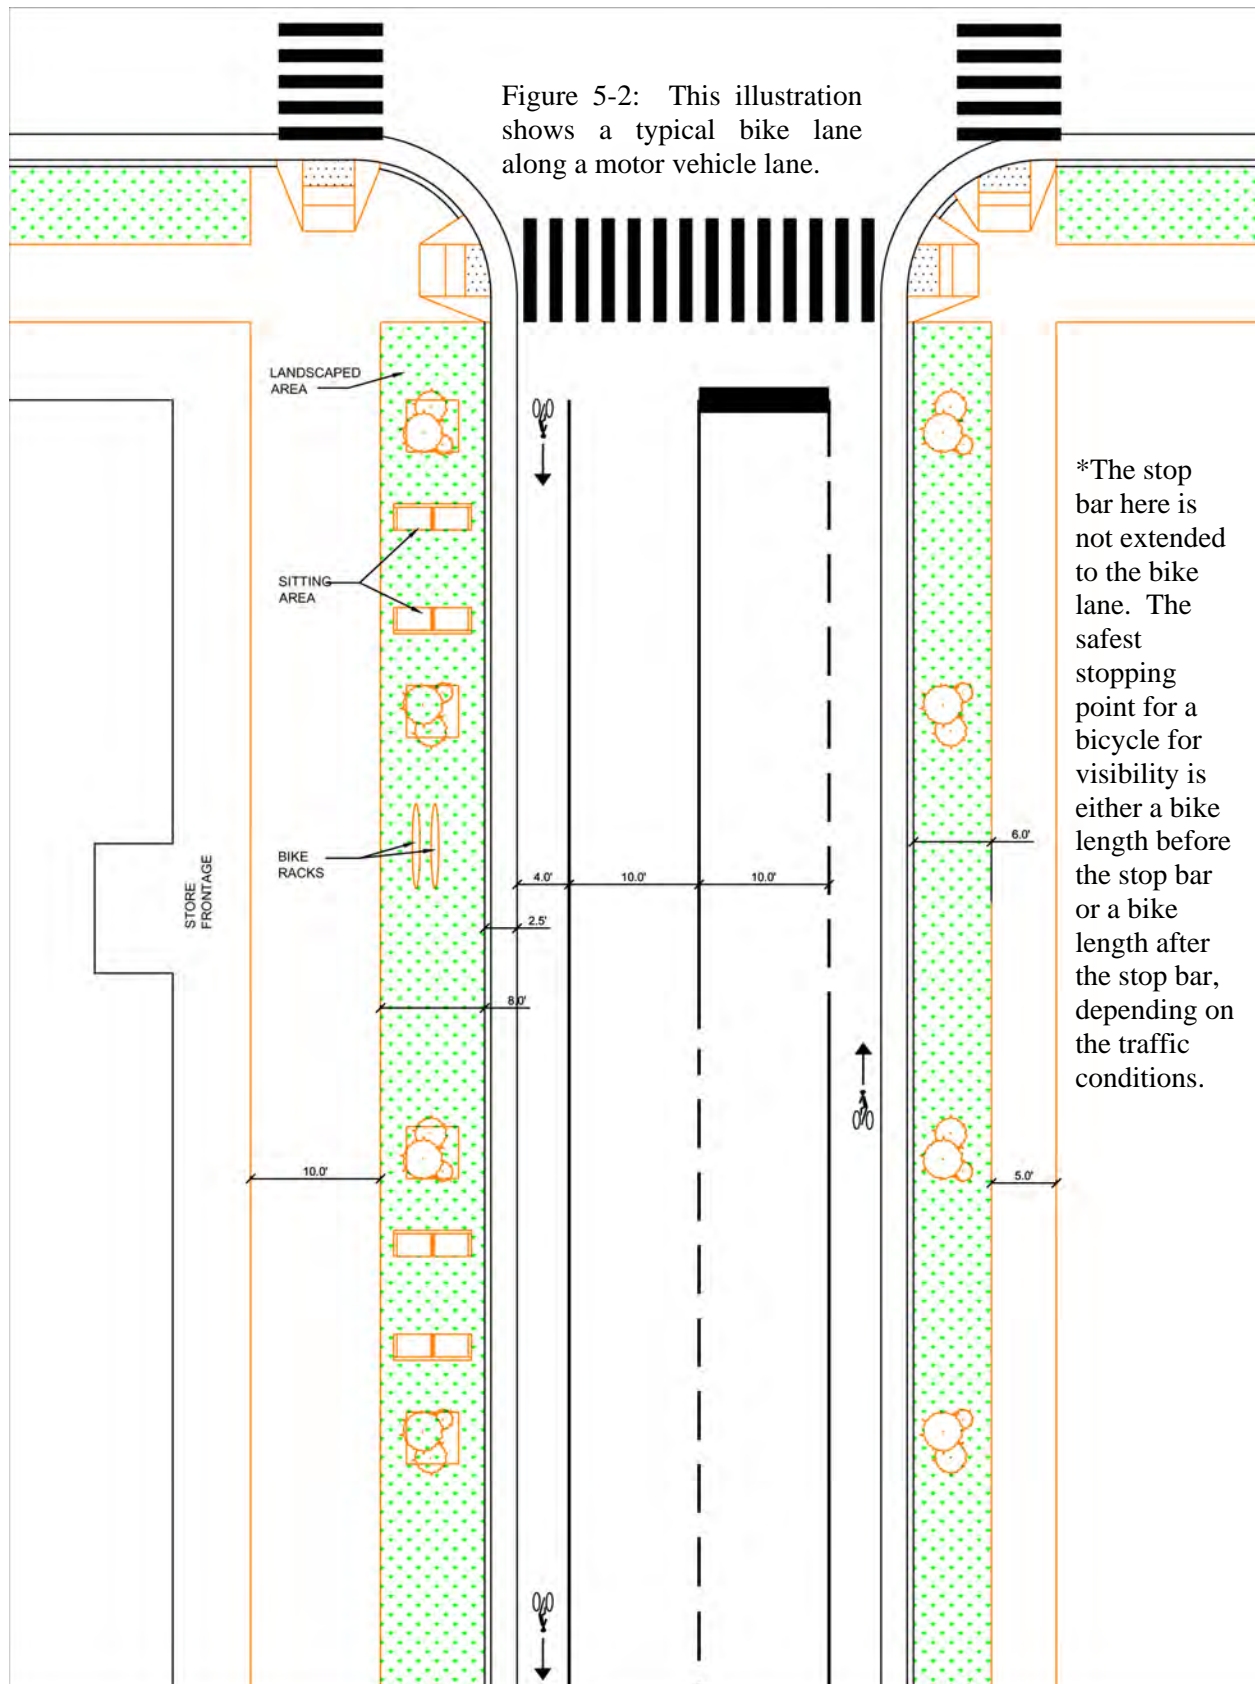 Figure 5-2: This illustration
shows a typical bike lane
along a motor vehicle lane.
LANDSCAPED
AREA
SITTING
AREA
BIKE
RACKS
STORE
FRONTAGE
4.0'
10.0'
10.0'
2.5'
8.0'
10.0'
6.0'
5.0'
*The stop
bar here is
not extended
to the bike
lane. The
safest
stopping
point for a
bicycle for
visibility is
either a bike
length before
the stop bar
or a bike
length after
the stop bar,
depending on
the traffic
conditions.